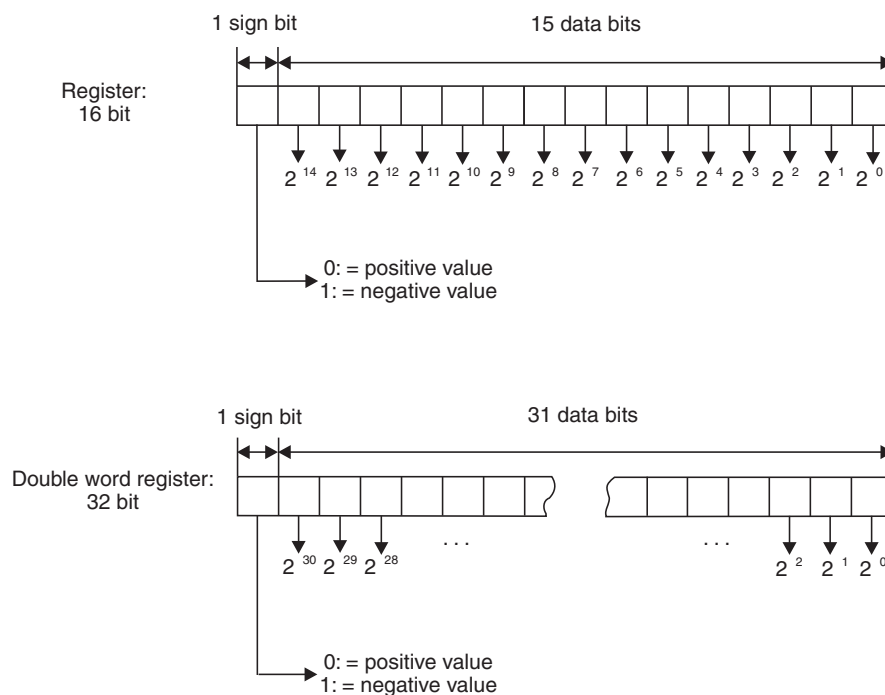 1 sign bit 15 data bits
Register:
16 bit
2^14 2^13 2^12 2^11 2^10 2^9 2^8 2^7 2^6 2^5 2^4 2^3 2^2 2^1 2^0
0: = positive value
1: = negative value
1 sign bit 31 data bits
Double word register:
32 bit
. . . . . .
2^30 2^29 2^28 2^2 2^1 2^0
0: = positive value
1: = negative value